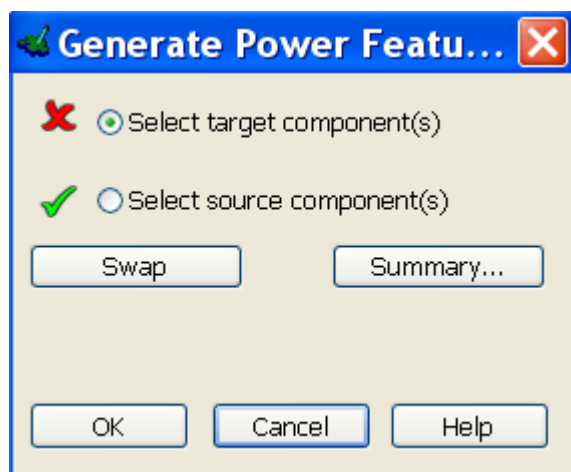 Generate Power Featu...
Select target component(s)
Select source component(s)
Swap Summary...
OK Cancel Help